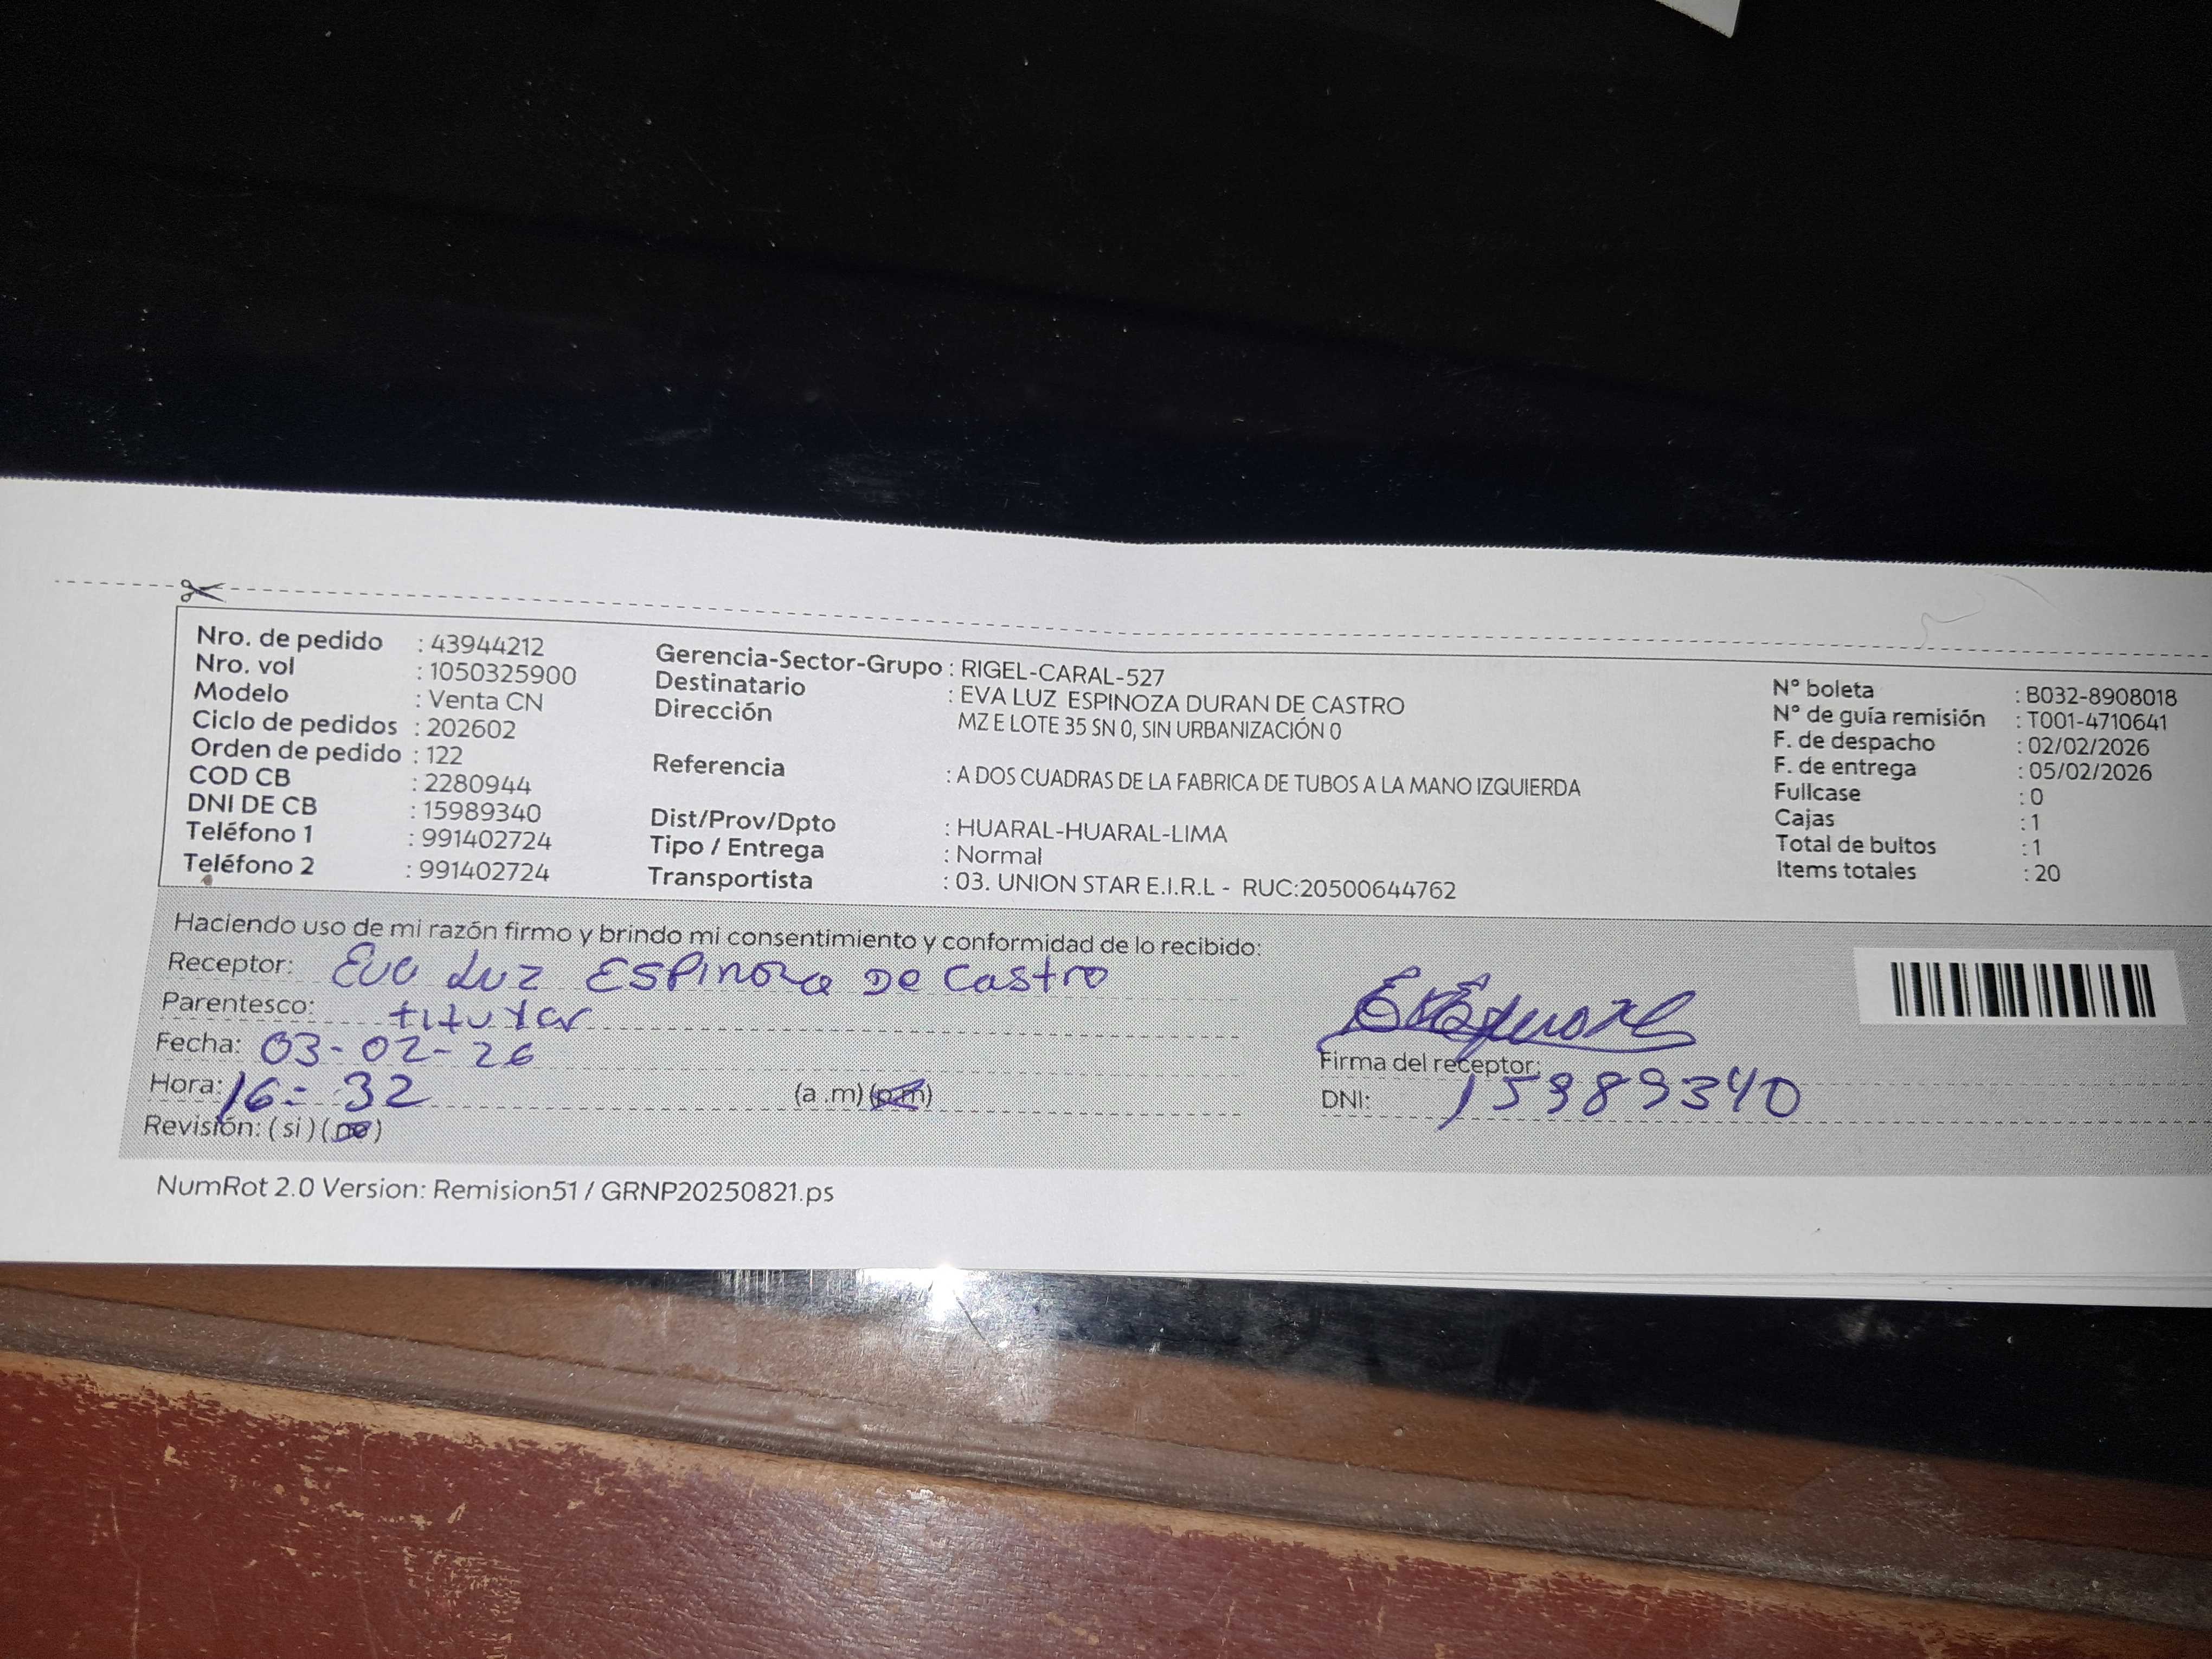 Nro. de pedido : 43944212
Nro. vol : 1050325900
Modelo : Venta CN
Ciclo de pedidos : 202602
Orden de pedido : 122
COD CB : 2280944
DNI DE CB : 15989340
Teléfono 1 : 991402724
Teléfono 2 : 991402724
Gerencia-Sector-Grupo : RIGEL-CARAL-527
Destinatario : EVA LUZ ESPINOZA DURAN DE CASTRO
Dirección MZ E LOTE 35 SN 0, SIN URBANIZACIÓN 0
Referencia : A DOS CUADRAS DE LA FABRICA DE TUBOS A LA MANO IZQUIERDA
Dist/Prov/Dpto : HUARAL-HUARAL-LIMA
Tipo / Entrega : Normal
Transportista : 03. UNION STAR E.I.R.L - RUC:20500644762
N° boleta : B032-8908018
N° de guía remisión : T001-4710641
F. de despacho : 02/02/2026
F. de entrega : 05/02/2026
Fullcase : 0
Cajas : 1
Total de bultos : 1
Items totales : 20
Haciendo uso de mi razón firmo y brindo mi consentimiento y conformidad de lo recibido:
Receptor: Eva Luz Espinoza De Castro
Parentesco: titular
Fecha: 03-02-26
Hora: 16:32 (a .m) (p.m)
Revisión: ( si ) ( no )
Firma del receptor:
DNI: 15989340
NumRot 2.0 Version: Remision51 / GRNP20250821.ps